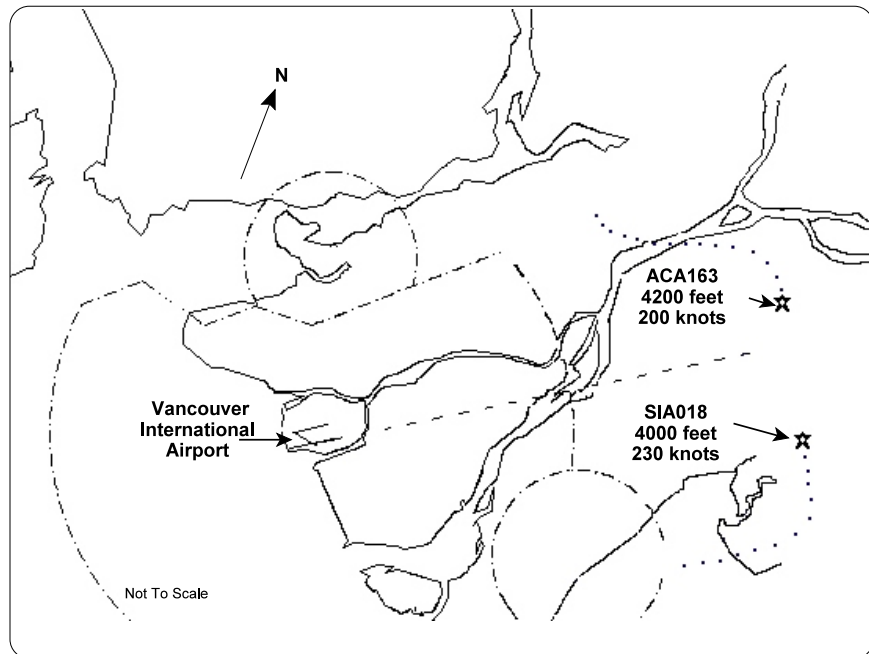 N
ACA163
4200 feet
200 knots
Vancouver
International
Airport
SIA018
4000 feet
230 knots
Not To Scale